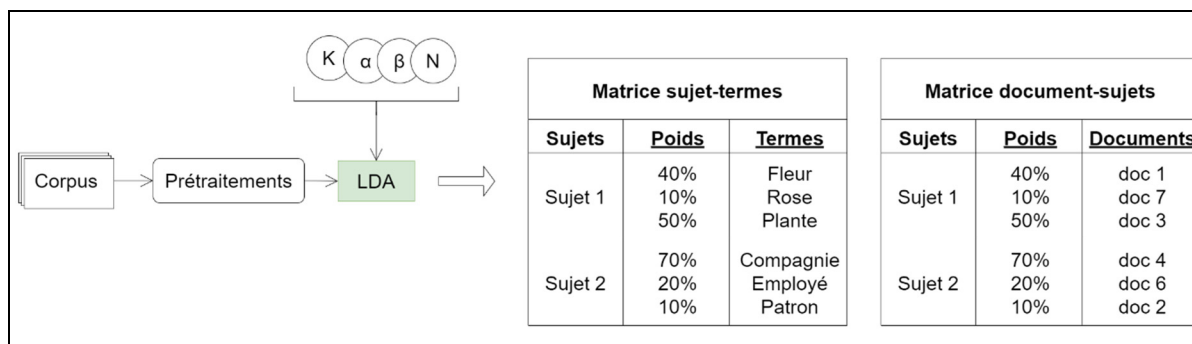 K α β N
Corpus
Prétraitements
LDA
Matrice sujet-termes
Sujets Poids Termes
Sujet 1
40% Fleur
10% Rose
50% Plante
Sujet 2
70% Compagnie
20% Employé
10% Patron
Matrice document-sujets
Sujets Poids Documents
Sujet 1
40% doc 1
10% doc 7
50% doc 3
Sujet 2
70% doc 4
20% doc 6
10% doc 2